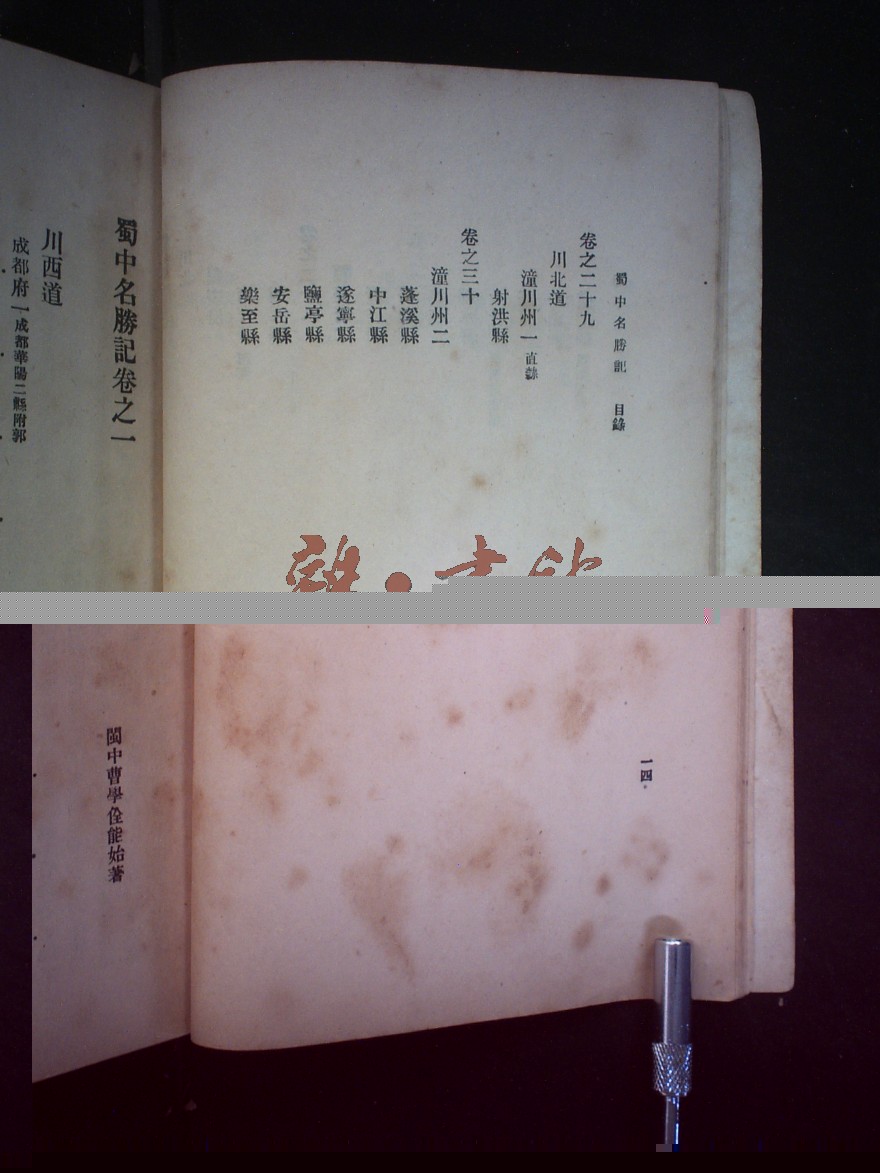 蜀中名勝記 目錄
一四
卷之二十九
川北道
潼川州一直隸
射洪縣
卷之三十
潼川州二
蓬溪縣
中江縣
遂寧縣
鹽亭縣
安岳縣
樂至縣
蜀中名勝記卷之一
閩中曹學佺能始著
川西道
成都府一成都華陽二縣附郭